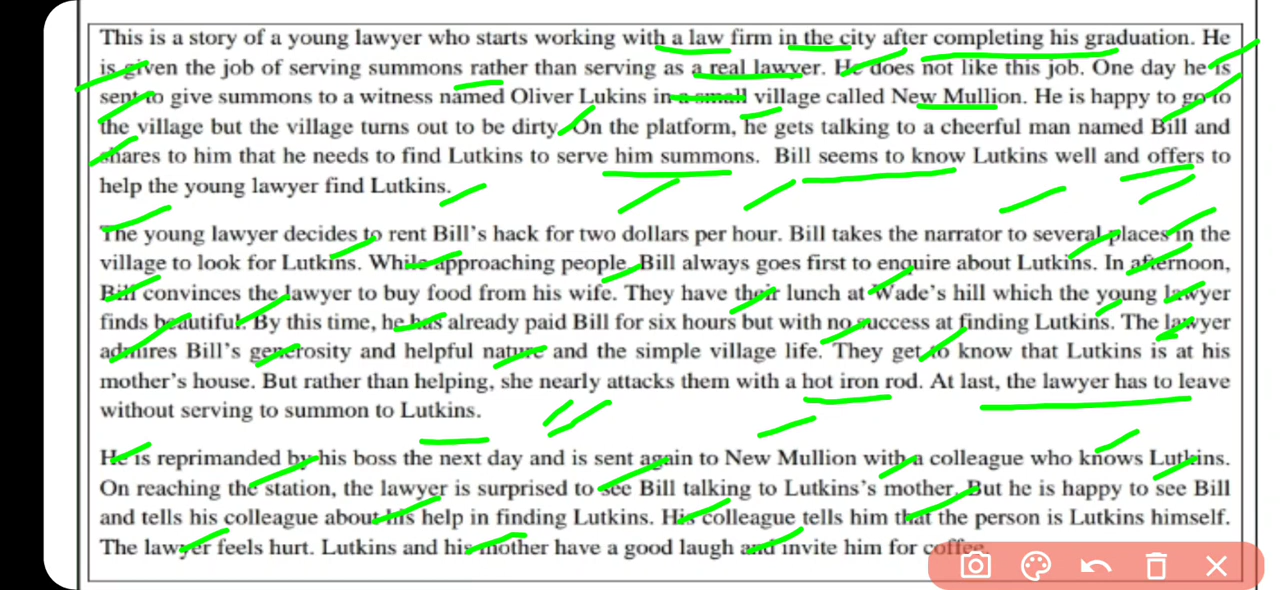 This is a story of a young lawyer who starts working with a law firm in the city after completing his graduation. He
is given the job of serving summons rather than serving as a real lawyer. He does not like this job. One day he is
sent to give summons to a witness named Oliver Lukins in a small village called New Mullion. He is happy to go to
the village but the village turns out to be dirty. On the platform, he gets talking to a cheerful man named Bill and
shares to him that he needs to find Lutkins to serve him summons. Bill seems to know Lutkins well and offers to
help the young lawyer find Lutkins.
The young lawyer decides to rent Bill's hack for two dollars per hour. Bill takes the narrator to several places in the
village to look for Lutkins. While approaching people, Bill always goes first to enquire about Lutkins. In afternoon,
Bill convinces the lawyer to buy food from his wife. They have their lunch at Wade's hill which the young lawyer
finds beautiful. By this time, he has already paid Bill for six hours but with no success at finding Lutkins. The lawyer
admires Bill's generosity and helpful nature and the simple village life. They get to know that Lutkins is at his
mother's house. But rather than helping, she nearly attacks them with a hot iron rod. At last, the lawyer has to leave
without serving to summon to Lutkins.
He is reprimanded by his boss the next day and is sent again to New Mullion with a colleague who knows Lutkins.
On reaching the station, the lawyer is surprised to see Bill talking to Lutkins's mother. But he is happy to see Bill
and tells his colleague about his help in finding Lutkins. His colleague tells him that the person is Lutkins himself.
The lawyer feels hurt. Lutkins and his mother have a good laugh and invite him for coffee.